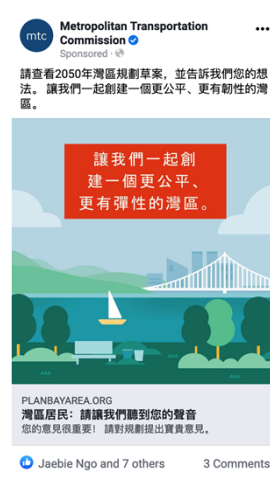 mtc
Metropolitan Transportation
Commission
Sponsored ·
請查看2050年灣區規劃草案，並告訴我們您的想
法。 讓我們一起創建一個更公平、更有韌性的灣
區。
讓我們一起創
建一個更公平、
更有彈性的灣區。
PLANBAYAREA.ORG
灣區居民：請讓我們聽到您的聲音
您的意見很重要！ 請對規劃提出寶貴意見。
Jaebie Ngo and 7 others 3 Comments